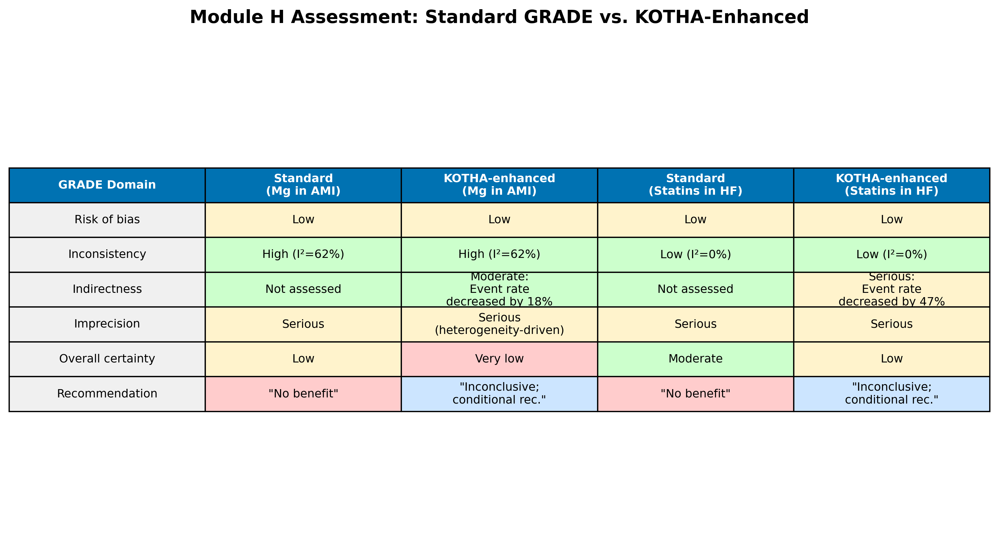 Module H Assessment: Standard GRADE vs. KOTHA-Enhanced
GRADE Domain
Standard
(Mg in AMI)
KOTHA-enhanced
(Mg in AMI)
Standard
(Statins in HF)
KOTHA-enhanced
(Statins in HF)
Risk of bias
Low
Low
Low
Low
Inconsistency
High (I²=62%)
High (I²=62%)
Low (I²=0%)
Low (I²=0%)
Indirectness
Not assessed
Moderate:
Event rate
decreased by 18%
Not assessed
Serious:
Event rate
decreased by 47%
Imprecision
Serious
Serious
(heterogeneity-driven)
Serious
Serious
Overall certainty
Low
Very low
Moderate
Low
Recommendation
"No benefit"
"Inconclusive;
conditional rec."
"No benefit"
"Inconclusive;
conditional rec."